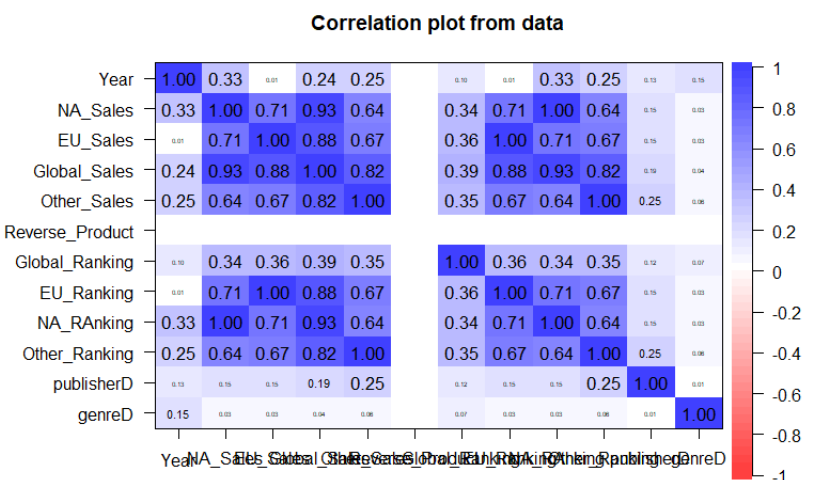 Correlation plot from data
Year 1.00 0.33 0.01 0.24 0.25 0.10 0.01 0.33 0.25 0.13 0.15
NA_Sales 0.33 1.00 0.71 0.93 0.64 0.34 0.71 1.00 0.64 0.15 0.03
EU_Sales 0.01 0.71 1.00 0.88 0.67 0.36 1.00 0.71 0.67 0.15 0.03
Global_Sales 0.24 0.93 0.88 1.00 0.82 0.39 0.88 0.93 0.82 0.19 0.04
Other_Sales 0.25 0.64 0.67 0.82 1.00 0.35 0.67 0.64 1.00 0.25 0.06
Reverse_Product
Global_Ranking 0.10 0.34 0.36 0.39 0.35 1.00 0.36 0.34 0.35 0.12 0.07
EU_Ranking 0.01 0.71 1.00 0.88 0.67 0.36 1.00 0.71 0.67 0.15 0.03
NA_RAnking 0.33 1.00 0.71 0.93 0.64 0.34 0.71 1.00 0.64 0.15 0.03
Other_Ranking 0.25 0.64 0.67 0.82 1.00 0.35 0.67 0.64 1.00 0.25 0.06
publisherD 0.13 0.15 0.15 0.19 0.25 0.12 0.15 0.15 0.25 1.00 0.01
genreD 0.15 0.03 0.03 0.04 0.06 0.07 0.03 0.03 0.06 0.01 1.00
Year
1
0.8
0.6
0.4
0.2
0
-0.2
-0.4
-0.6
-0.8
-1